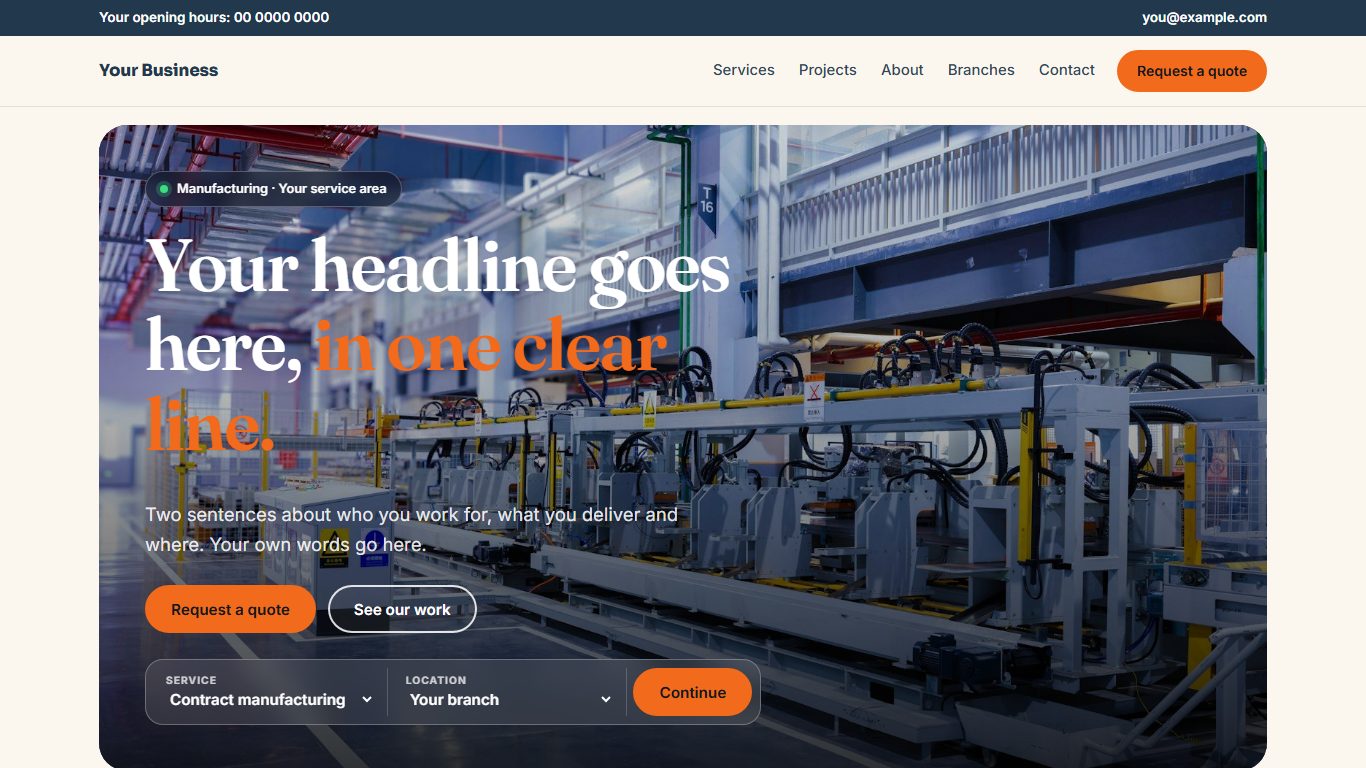 Your opening hours: 00 0000 0000
you@example.com
Your Business
Services
Projects
About
Branches
Contact
Request a quote
Manufacturing · Your service area
T
16
Your headline goes
here, in one clear
line.
Two sentences about who you work for, what you deliver and
where. Your own words go here.
Request a quote
See our work
SERVICE
LOCATION
Contract manufacturing
Your branch
Continue